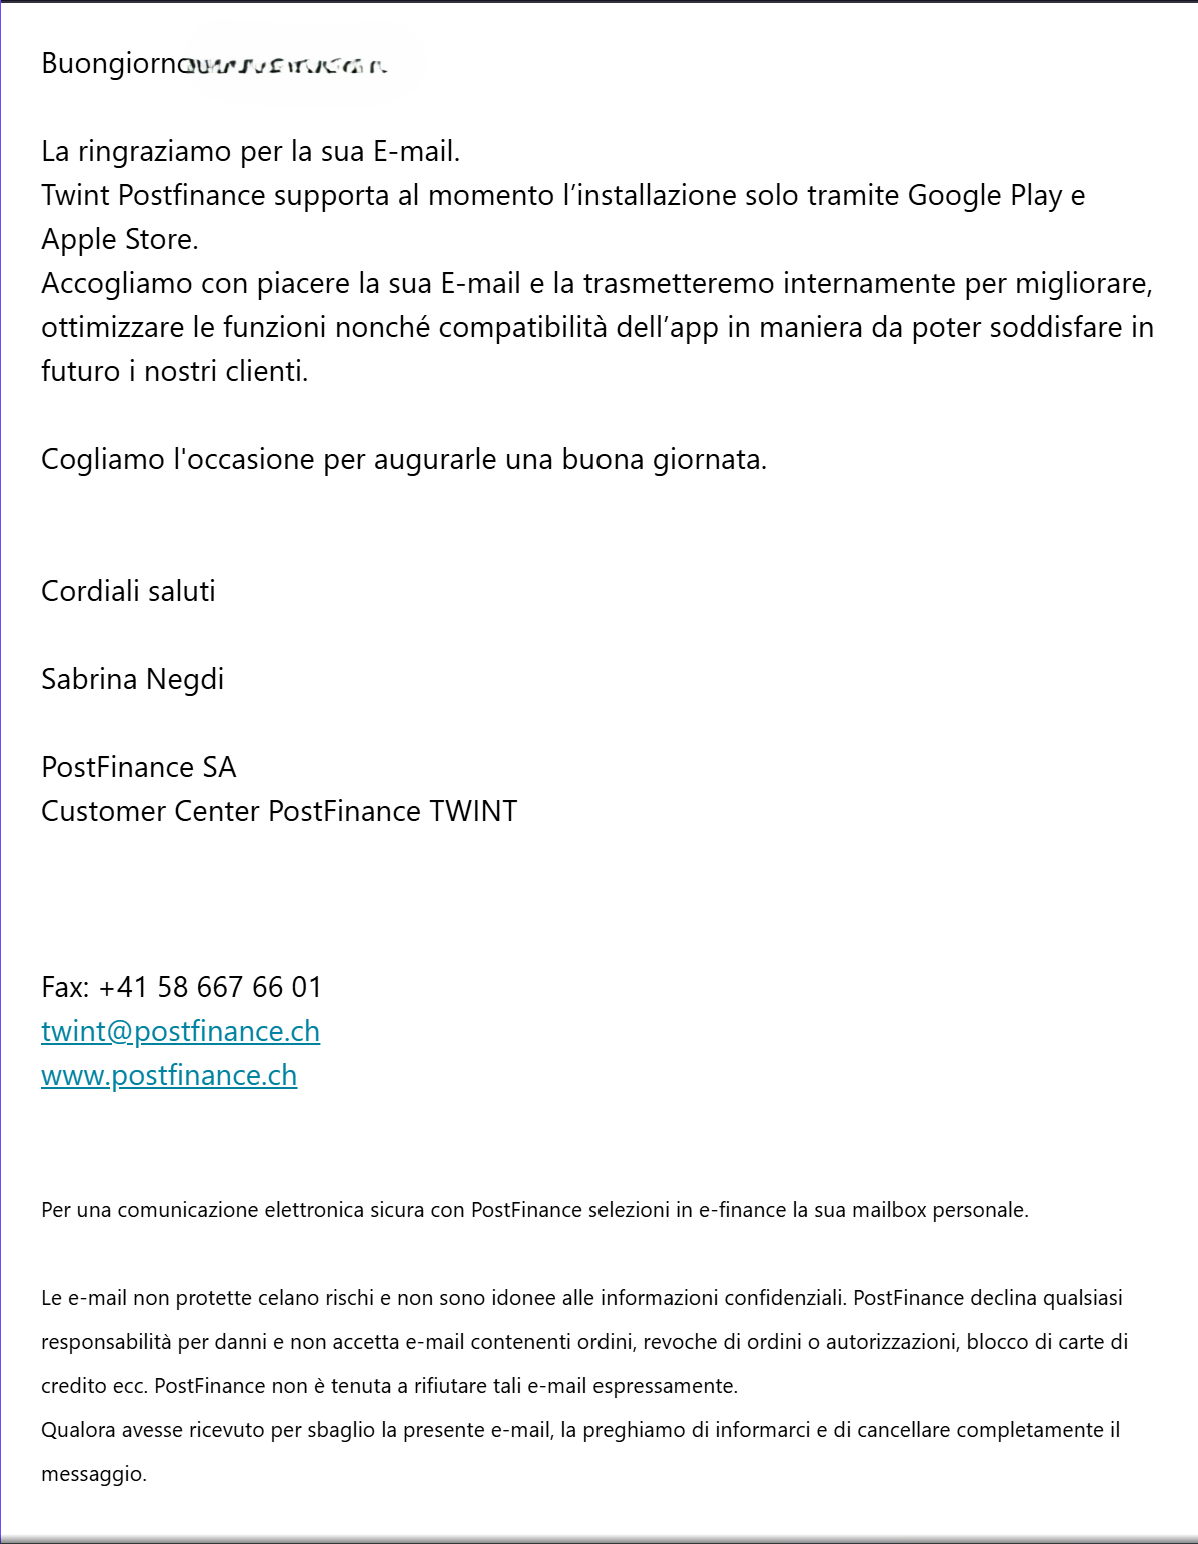 Buongiorno
La ringraziamo per la sua E-mail.
Twint Postfinance supporta al momento l’installazione solo tramite Google Play e
Apple Store.
Accogliamo con piacere la sua E-mail e la trasmetteremo internamente per migliorare,
ottimizzare le funzioni nonché compatibilità dell’app in maniera da poter soddisfare in
futuro i nostri clienti.
Cogliamo l'occasione per augurarle una buona giornata.
Cordiali saluti
Sabrina Negdi
PostFinance SA
Customer Center PostFinance TWINT
Fax: +41 58 667 66 01
twint@postfinance.ch
www.postfinance.ch
Per una comunicazione elettronica sicura con PostFinance selezioni in e-finance la sua mailbox personale.
Le e-mail non protette celano rischi e non sono idonee alle informazioni confidenziali. PostFinance declina qualsiasi
responsabilità per danni e non accetta e-mail contenenti ordini, revoche di ordini o autorizzazioni, blocco di carte di
credito ecc. PostFinance non è tenuta a rifiutare tali e-mail espressamente.
Qualora avesse ricevuto per sbaglio la presente e-mail, la preghiamo di informarci e di cancellare completamente il
messaggio.